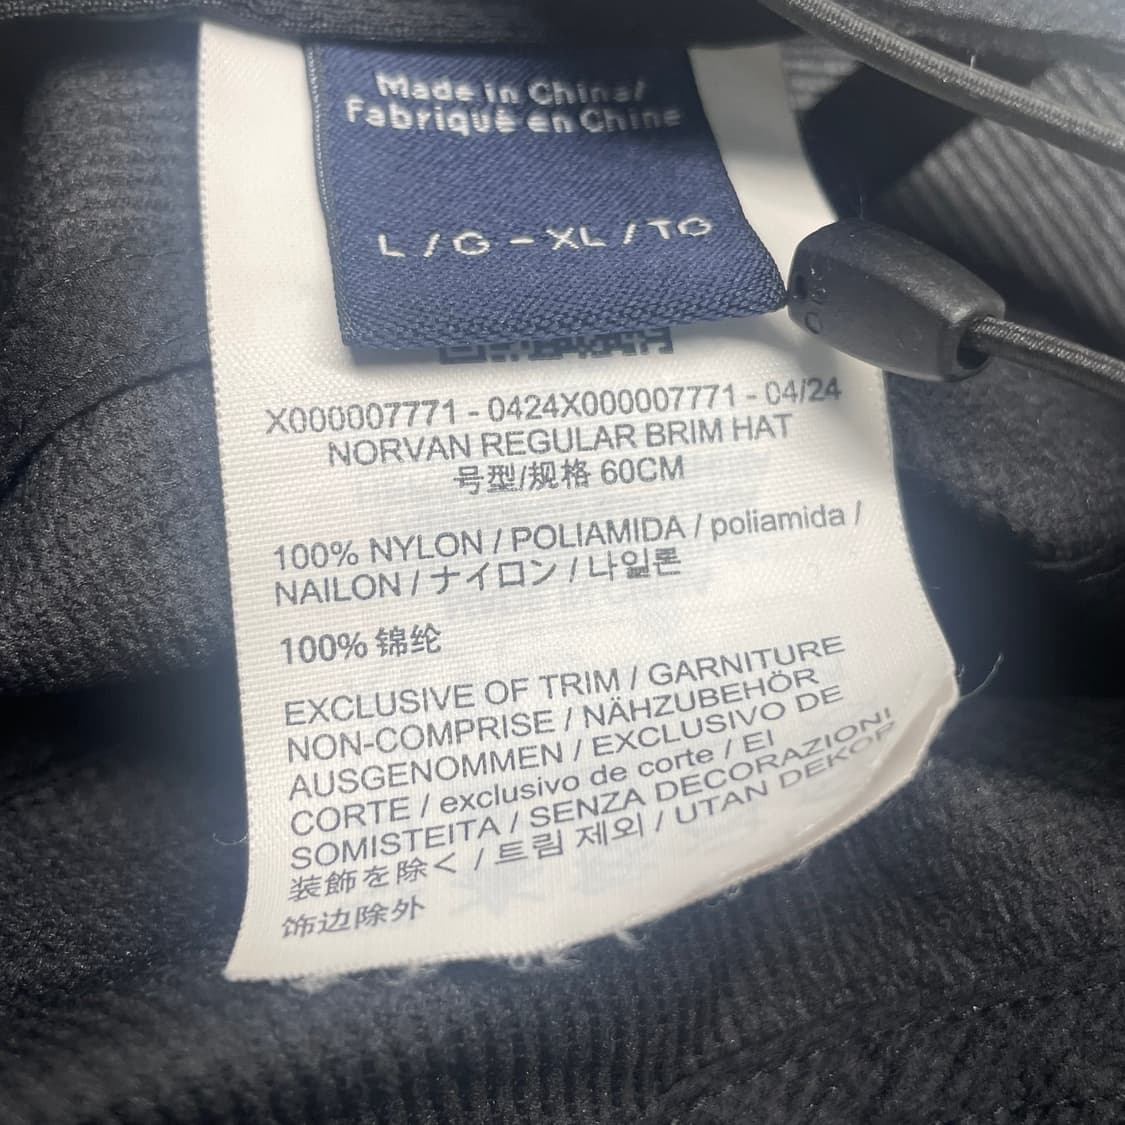 Made in China/
Fabriqué en Chine
L / G - XL / TG
X000007771 - 0424X000007771 - 04/24
NORVAN REGULAR BRIM HAT
号型/规格 60CM
100% NYLON / POLIAMIDA / poliamida /
NAILON / ナイロン / 나일론
100% 锦纶
EXCLUSIVE OF TRIM / GARNITURE
NON-COMPRISE / NÄHZUBEHÖR
AUSGENOMMEN / EXCLUSIVO DE
CORTE / exclusivo de corte / EI
SOMISTEITA / SENZA DECORAZIONI
装飾を除く / 트림 제외 / UTAN DEKOR
饰边除外